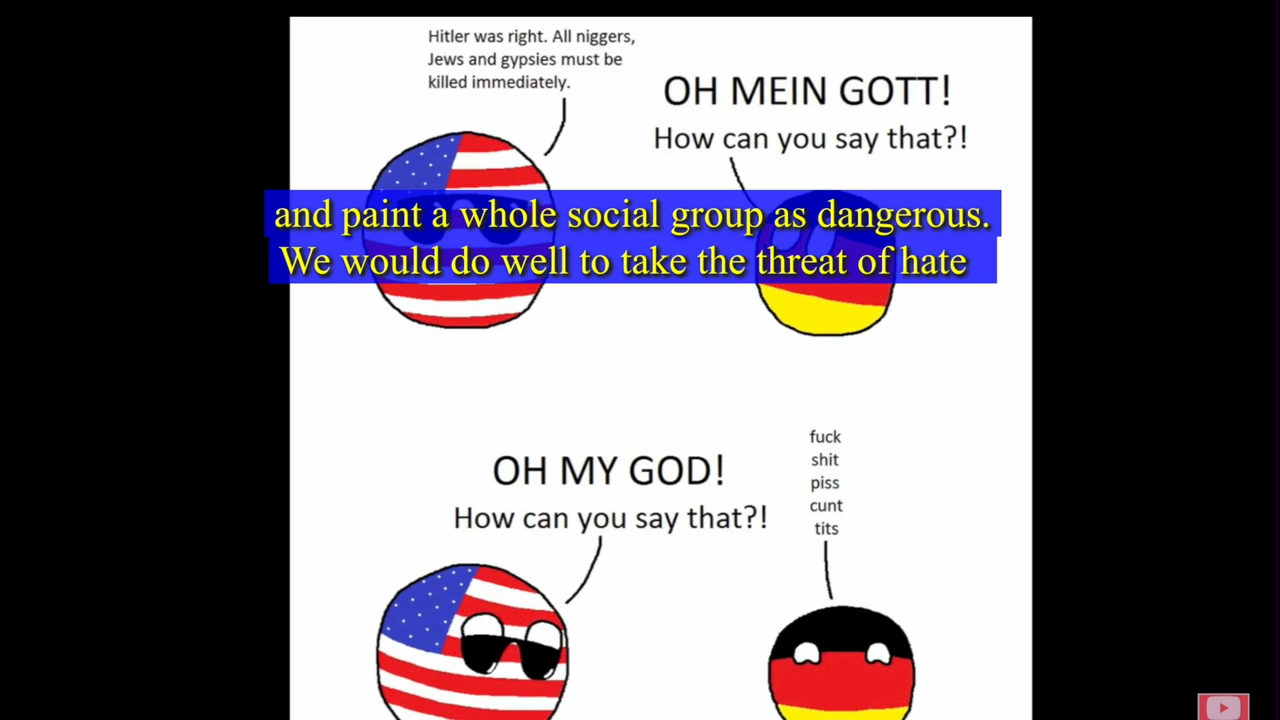 Hitler was right. All niggers,
Jews and gypsies must be
killed immediately.
OH MEIN GOTT!
How can you say that?!
and paint a whole social group as dangerous.
We would do well to take the threat of hate
OH MY GOD!
How can you say that?!
fuck
shit
piss
cunt
tits